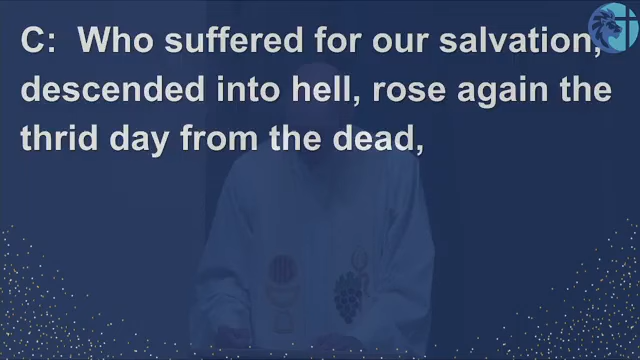 C:  Who suffered for our salvation,
descended into hell, rose again the
thrid day from the dead,